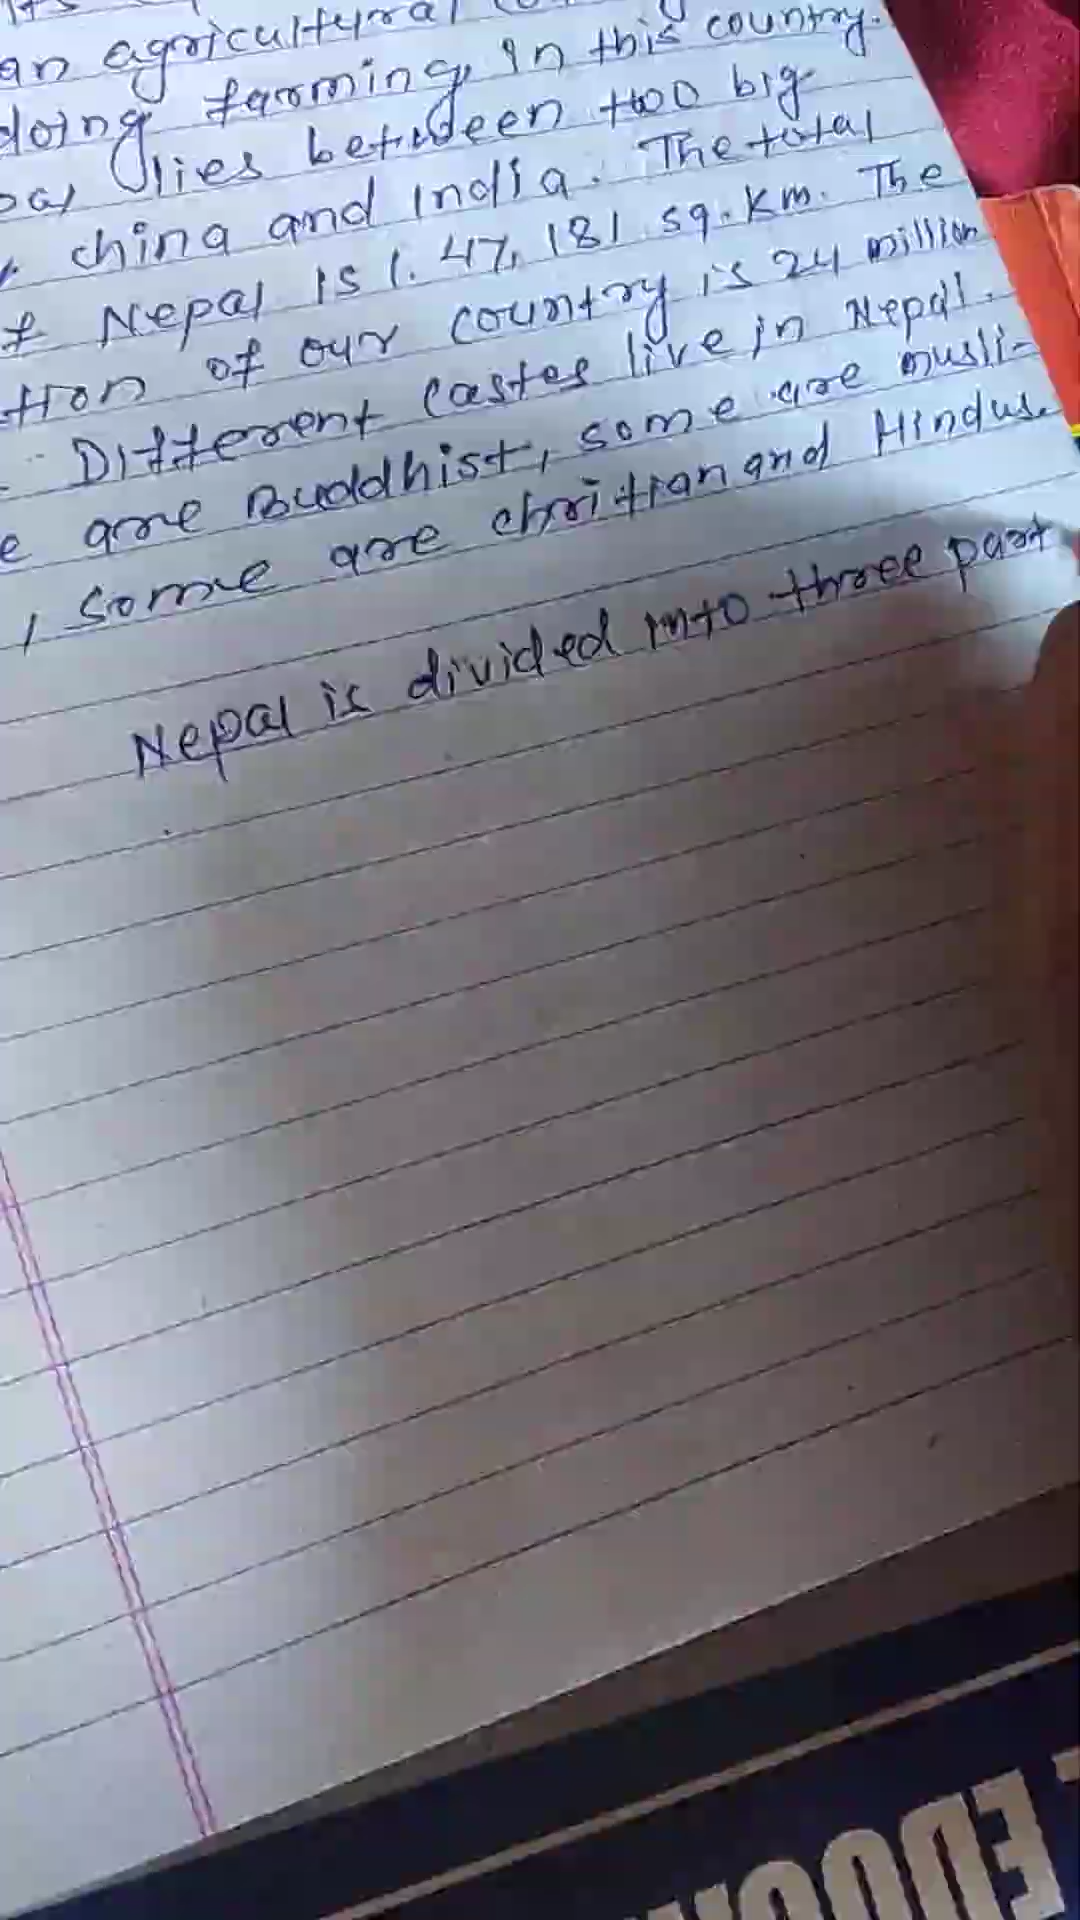 an agricultural
doing farming in this country.
lies between two big
china and India. The total
Nepal is 1.47,181 sq.km. The
tion of our country is 24 million
Different castes live in Nepal.
e are Buddhist, some are musli-
, some are chritian and Hindus.
Nepal is divided into three part